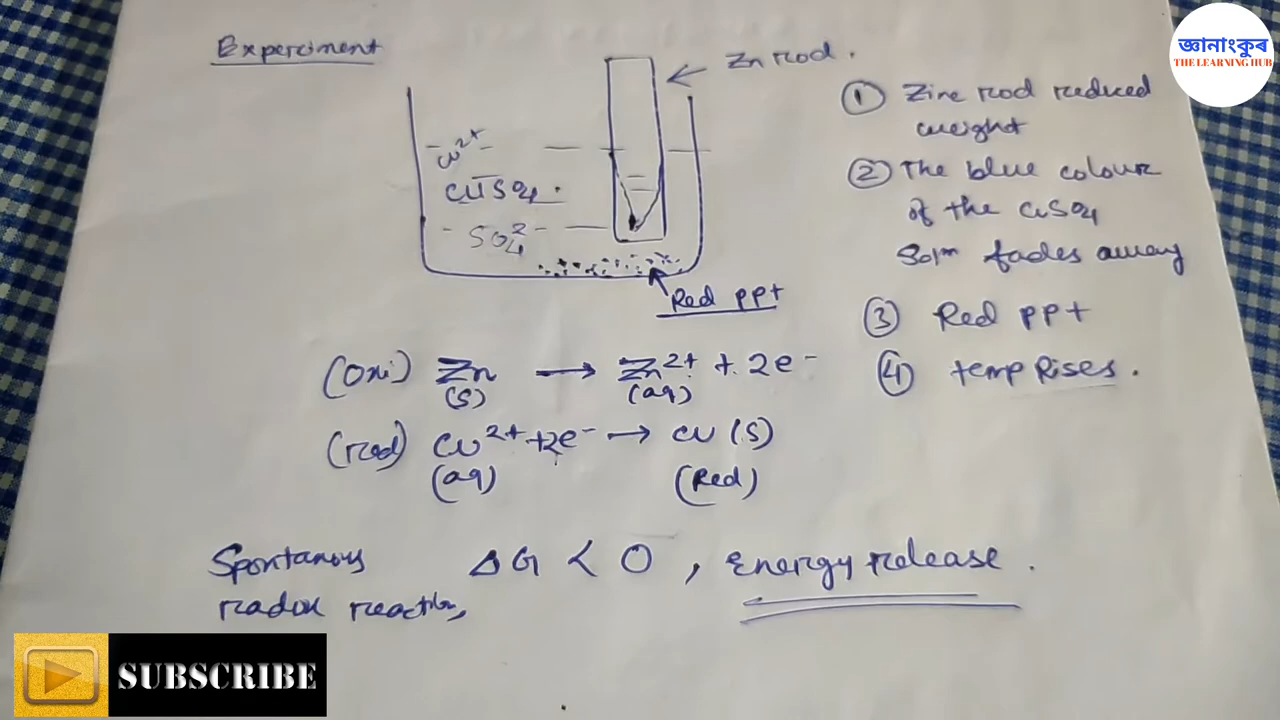 Experciment
Zn rod.
Cu²⁺
CuSO₄.
SO₄²⁻
Red ppt
① Zinc rod reduced
weight
② The blue colour
of the CuSO₄
Solⁿ fades away
③ Red ppt
④ temp Rises.
(Oxi) Zn → Zn²⁺ + 2e⁻
(S) (aq)
(red) Cu²⁺ + 2e⁻ → Cu (S)
(aq) (Red)
Spontanous ΔG < 0, Energy release.
redox reaction,
জ্ঞানাংকুৰ
THE LEARNING HUB
SUBSCRIBE